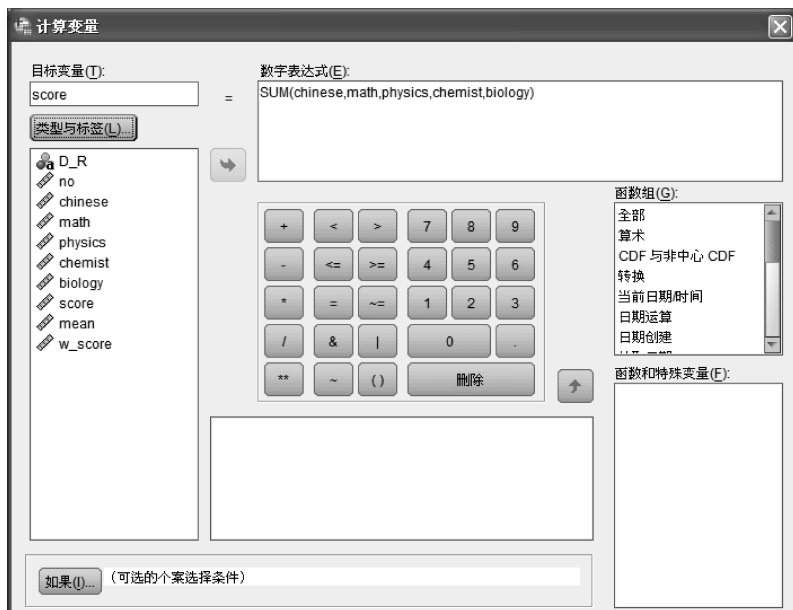 计算变量
目标变量(T):
score
=
数字表达式(E):
SUM(chinese,math,physics,chemist,biology)
类型与标签(L)...
D_R
no
chinese
math
physics
chemist
biology
score
mean
w_score
+ < > 7 8 9
- <= >= 4 5 6
* = ~= 1 2 3
/ & | 0 .
** ~ ( ) 删除
函数组(G):
全部
算术
CDF 与非中心 CDF
转换
当前日期/时间
日期运算
日期创建
函数和特殊变量(F):
如果(I)...
(可选的个案选择条件)